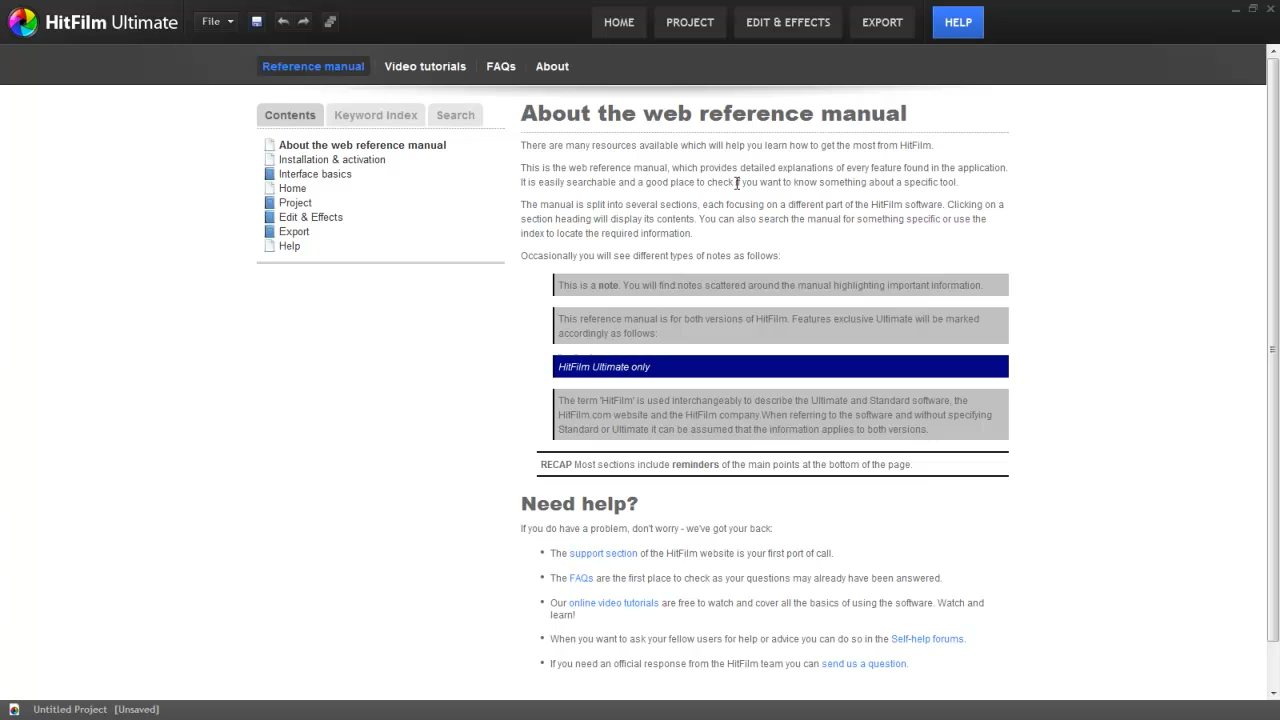 HitFilm Ultimate
File
HOME
PROJECT
EDIT & EFFECTS
EXPORT
HELP
Reference manual
Video tutorials
FAQs
About
Contents
Keyword Index
Search
About the web reference manual
Installation & activation
Interface basics
Home
Project
Edit & Effects
Export
Help
About the web reference manual
There are many resources available which will help you learn how to get the most from HitFilm.
This is the web reference manual, which provides detailed explanations of every feature found in the application.
It is easily searchable and a good place to check if you want to know something about a specific tool.
The manual is split into several sections, each focusing on a different part of the HitFilm software. Clicking on a
section heading will display its contents. You can also search the manual for something specific or use the
index to locate the required information.
Occasionally you will see different types of notes as follows:
This is a note. You will find notes scattered around the manual highlighting important information.
This reference manual is for both versions of HitFilm. Features exclusive Ultimate will be marked
accordingly as follows:
HitFilm Ultimate only
The term 'HitFilm' is used interchangeably to describe the Ultimate and Standard software, the
HitFilm.com website and the HitFilm company.When referring to the software and without specifying
Standard or Ultimate it can be assumed that the information applies to both versions.
RECAP Most sections include reminders of the main points at the bottom of the page.
Need help?
If you do have a problem, don't worry - we've got your back:
• The support section of the HitFilm website is your first port of call.
• The FAQs are the first place to check as your questions may already have been answered.
• Our online video tutorials are free to watch and cover all the basics of using the software. Watch and
learn!
• When you want to ask your fellow users for help or advice you can do so in the Self-help forums.
• If you need an official response from the HitFilm team you can send us a question.
Untitled Project [Unsaved]